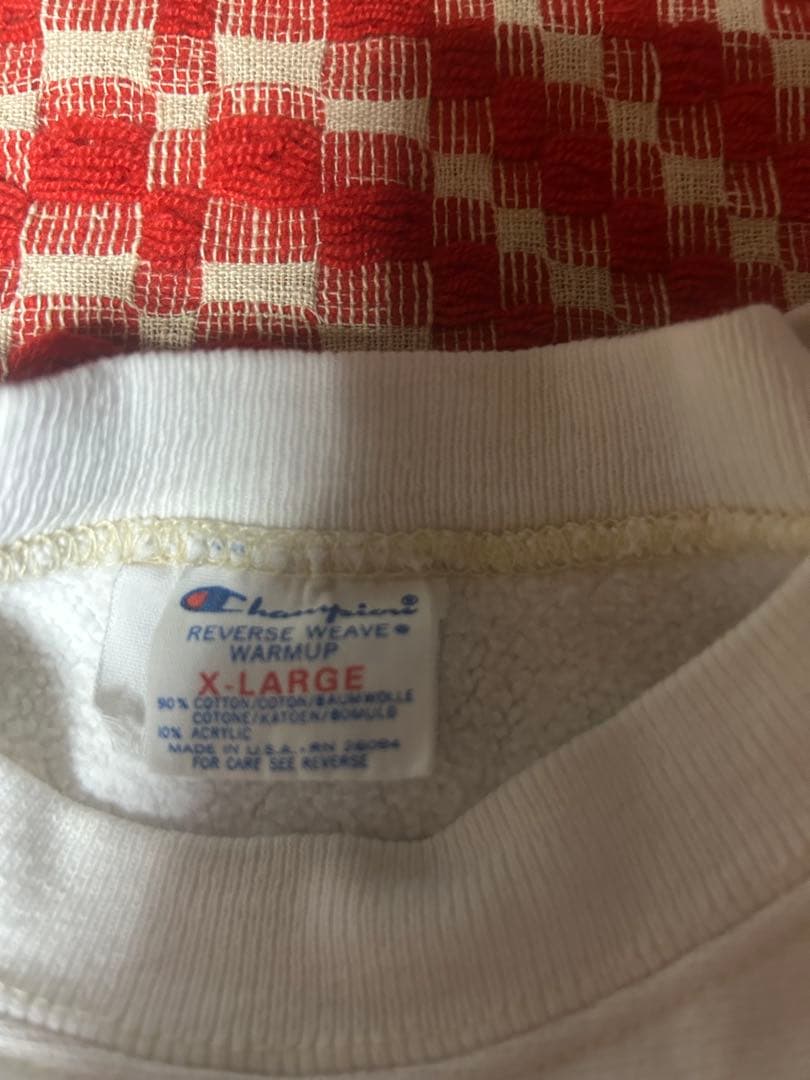 Champion®
REVERSE WEAVE®
WARMUP
X-LARGE
90% COTTON/COTON/BAUMWOLLE
COTONE/KATOEN/BOMULD
10% ACRYLIC
MADE IN U.S.A. - RN 26094
FOR CARE SEE REVERSE